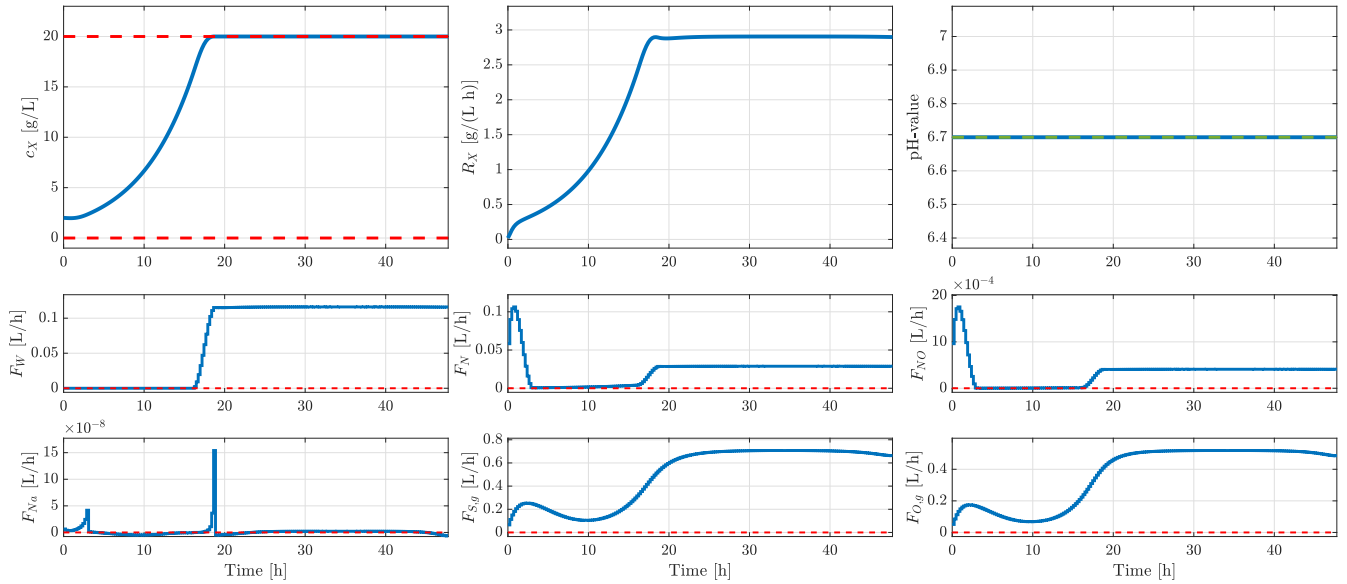 c_X [g/L]
20
15
10
5
0
0 10 20 30 40
R_X [g/(L h)]
3
2.5
2
1.5
1
0.5
0
0 10 20 30 40
pH-value
7
6.9
6.8
6.7
6.6
6.5
6.4
0 10 20 30 40
F_W [L/h]
0.1
0.05
0
0 10 20 30 40
F_N [L/h]
0.1
0.05
0
0 10 20 30 40
×10⁻⁴
F_{NO} [L/h]
20
10
0
0 10 20 30 40
×10⁻⁸
F_{Na} [L/h]
15
10
5
0
0 10 20 30 40
Time [h]
F_{S,g} [L/h]
0.8
0.6
0.4
0.2
0
0 10 20 30 40
Time [h]
F_{O,g} [L/h]
0.4
0.2
0
0 10 20 30 40
Time [h]